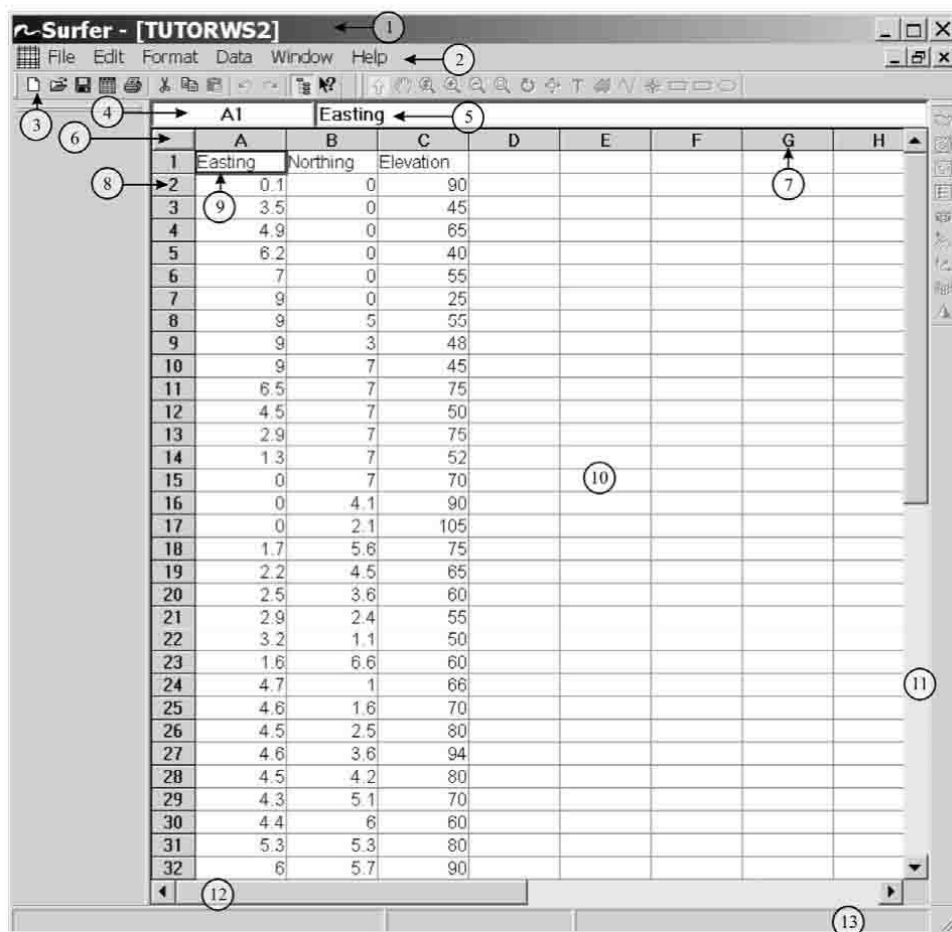 Surfer - [TUTORWS2] 1
File Edit Format Data Window Help 2
3
4 A1 Easting 5
6 A B C D E F G H
7
1 Easting Northing Elevation
8 2 0.1 0 90
9
3 3.5 0 45
4 4.9 0 65
5 6.2 0 40
6 7 0 55
7 9 0 25
8 9 5 55
9 9 3 48
10 9 7 45
11 6.5 7 75
12 4.5 7 50
13 2.9 7 75
14 1.3 7 52
15 0 7 70 10
16 0 4.1 90
17 0 2.1 105
18 1.7 5.6 75
19 2.2 4.5 65
20 2.5 3.6 60
21 2.9 2.4 55
22 3.2 1.1 50
23 1.6 6.6 60
24 4.7 1 66 11
25 4.6 1.6 70
26 4.5 2.5 80
27 4.6 3.6 94
28 4.5 4.2 80
29 4.3 5.1 70
30 4.4 6 60
31 5.3 5.3 80
32 6 5.7 90
12
13